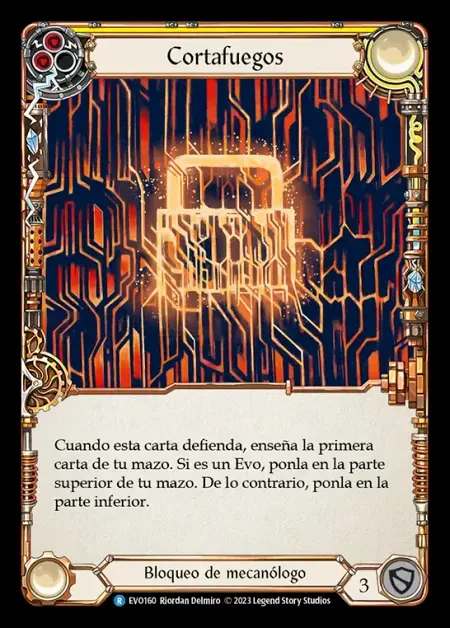 Cortafuegos
Cuando esta carta defienda, enseña la primera
carta de tu mazo. Si es un Evo, ponla en la parte
superior de tu mazo. De lo contrario, ponla en la
parte inferior.
Bloqueo de mecanólogo
3
R EVO160 Riordan Delmiro © 2023 Legend Story Studios